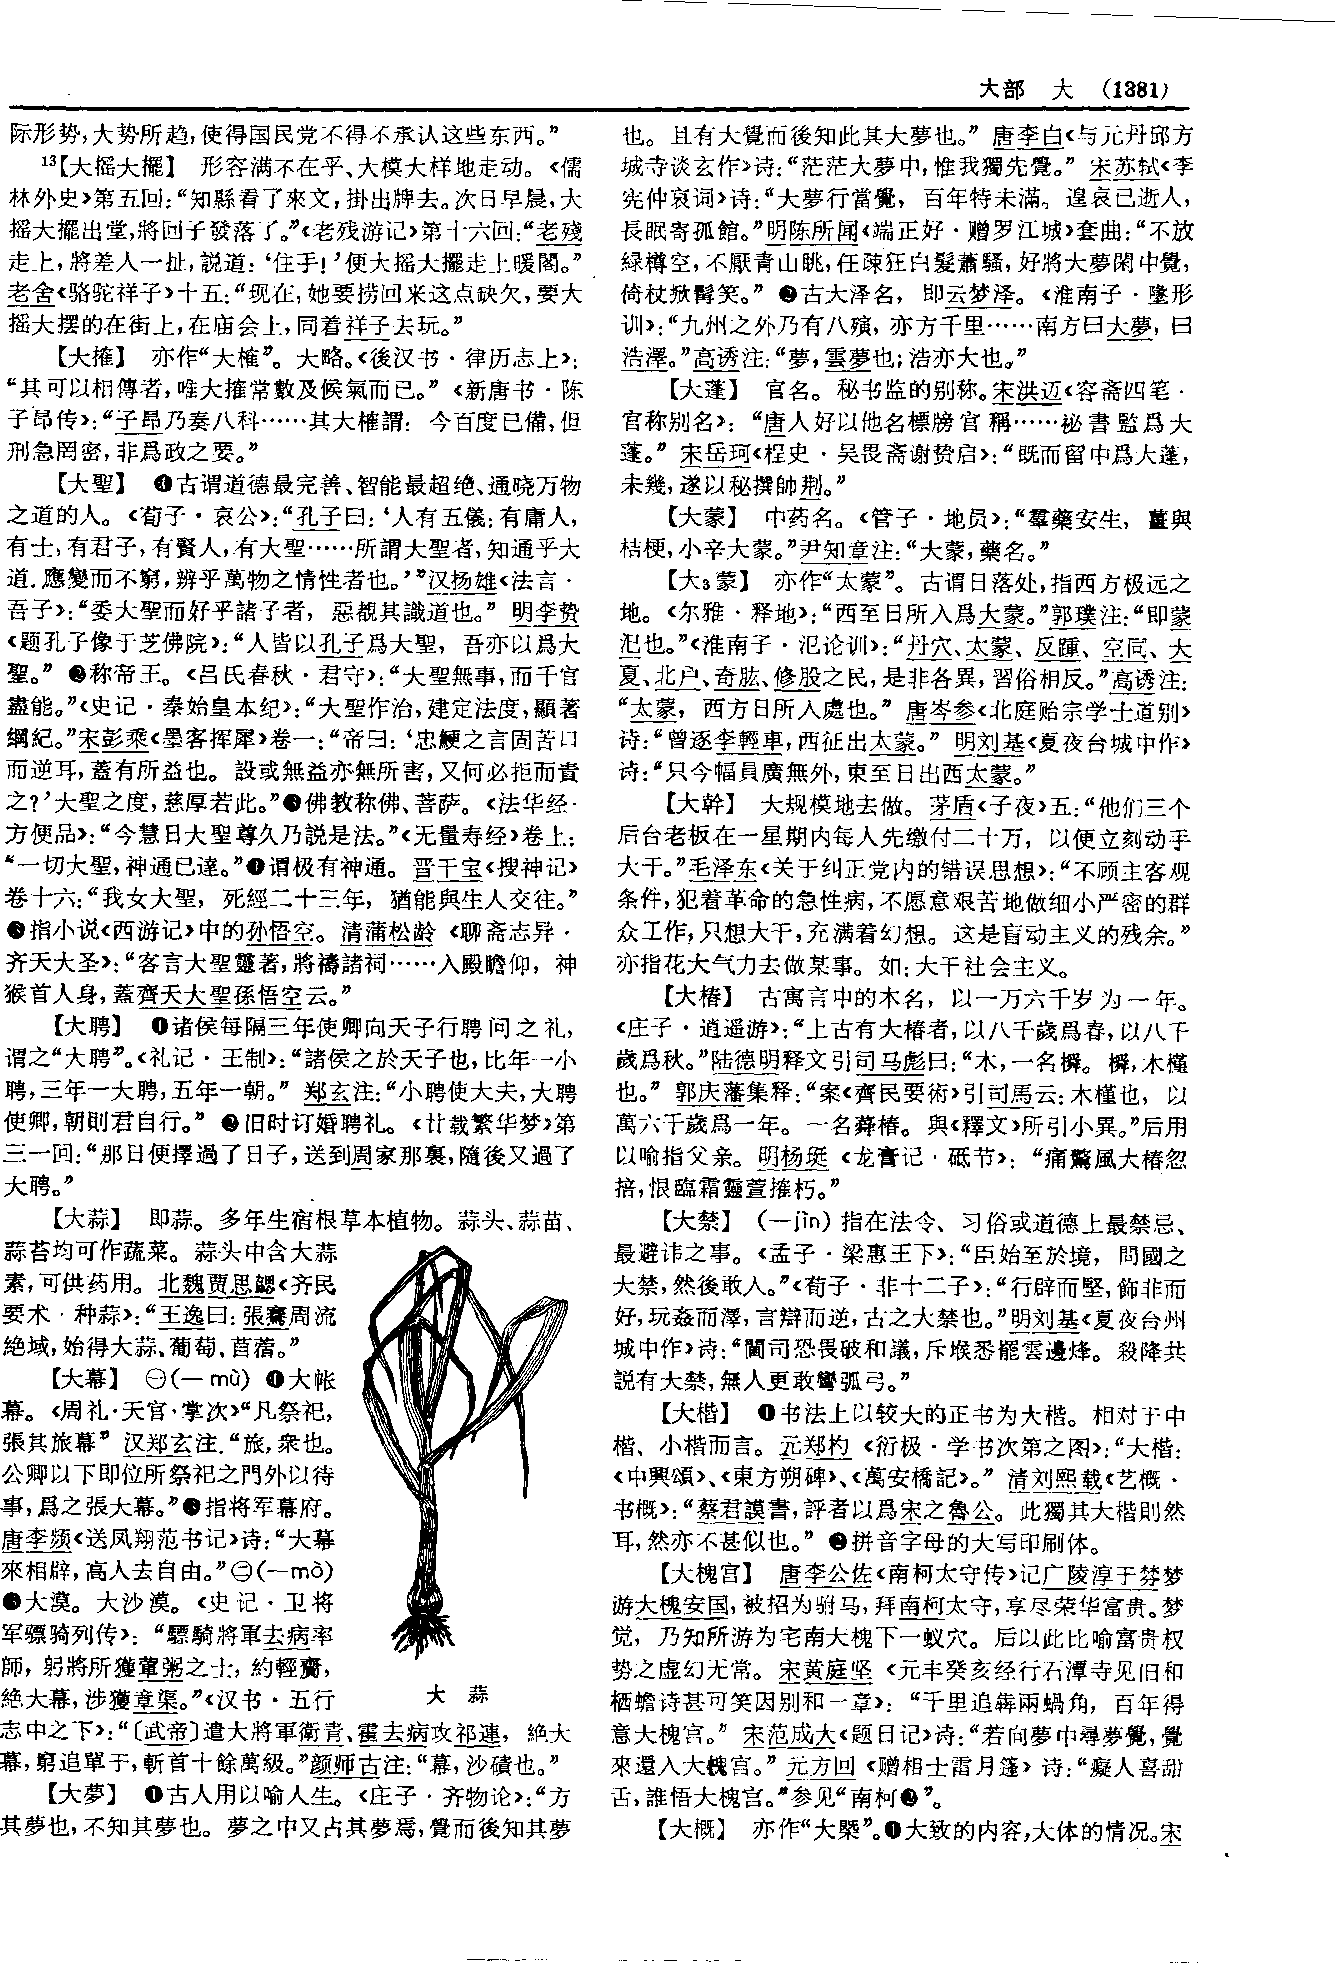 大部 大 (1381)
际形势，大势所趋，使得国民党不得不承认这些东西。”
13【大摇大擺】 形容满不在乎、大模大样地走动。《儒
林外史》第五回：“知縣看了來文，掛出牌去。次日早晨，大
摇大擺出堂，將回子發落了。”《老残游记》第十六回：“老殘
走上，將差人一扯，説道：‘住手！’便大摇大擺走上暖閣。”
老舍《骆驼祥子》十五：“现在，她要捞回来这点缺欠，要大
摇大摆的在街上，在庙会上，同着祥子去玩。”
【大搉】 亦作“大榷”。大略。《後汉书·律历志上》：
“其可以相傳者，唯大搉常數及候氣而已。”《新唐书·陈
子昂传》：“子昂乃奏八科……其大榷謂：今百度已備，但
刑急罔密，非爲政之要。”
【大聖】 ❶古谓道德最完善、智能最超绝、通晓万物
之道的人。《荀子·哀公》：“孔子曰：‘人有五儀：有庸人，
有士，有君子，有賢人，有大聖……所謂大聖者，知通乎大
道，應變而不窮，辨乎萬物之情性者也。’”汉扬雄《法言·
吾子》：“委大聖而好乎諸子者，惡覩其識道也。”明李贽
《题孔子像于芝佛院》：“人皆以孔子爲大聖，吾亦以爲大
聖。”❷称帝王。《吕氏春秋·君守》：“大聖無事，而千官
盡能。”《史记·秦始皇本纪》：“大聖作治，建定法度，顯著
綱紀。”宋彭乘《墨客挥犀》卷一：“帝曰：‘忠鯁之言固苦口
而逆耳，蓋有所益也。設或無益亦無所害，又何必拒而責
之？’大聖之度，慈厚若此。”❸佛教称佛、菩萨。《法华经·
方便品》：“今慧日大聖尊久乃説是法。”《无量寿经》卷上：
“一切大聖，神通已達。”❹谓极有神通。晋干宝《搜神记》
卷十六：“我女大聖，死經二十三年，猶能與生人交往。”
❺指小说《西游记》中的孙悟空。清蒲松龄《聊斋志异·
齐天大圣》：“客言大聖靈著，將禱諸祠……入殿瞻仰，神
猴首人身，蓋齊天大聖孫悟空云。”
【大聘】 ❶诸侯每隔三年使卿向天子行聘问之礼，
谓之“大聘”。《礼记·王制》：“諸侯之於天子也，比年一小
聘，三年一大聘，五年一朝。”郑玄注：“小聘使大夫，大聘
使卿，朝則君自行。”❷旧时订婚聘礼。《廿载繁华梦》第
三一回：“那日便擇過了日子，送到周家那裏，隨後又過了
大聘。”
【大蒜】 即蒜。多年生宿根草本植物。蒜头、蒜苗、
蒜苔均可作蔬菜。蒜头中含大蒜
素，可供药用。北魏贾思勰《齐民
要术·种蒜》：“王逸曰：張騫周流
絶域，始得大蒜、葡萄、苜蓿。”
【大幕】 ㊀(—mù) ❶大帐
幕。《周礼·天官·掌次》“凡祭祀，
張其旅幕”汉郑玄注：“旅，衆也。
公卿以下即位所祭祀之門外以待
事，爲之張大幕。”❷指将军幕府。
唐李频《送凤翔范书记》诗：“大幕
來相辟，高人去自由。”㊁(—mò)
❸大漠。大沙漠。《史记·卫将
军骠骑列传》：“驃騎將軍去病率
師，躬將所獲葷粥之士，約輕齎，
絶大幕，涉獲章渠。”《汉书·五行
志中之下》：“〔武帝〕遣大將軍衛青、霍去病攻祁連，絶大
幕，窮追單于，斬首十餘萬級。”颜师古注：“幕，沙磧也。”
【大夢】 ❶古人用以喻人生。《庄子·齐物论》：“方
其夢也，不知其夢也。夢之中又占其夢焉，覺而後知其夢
大 蒜
也。且有大覺而後知此其大夢也。”唐李白《与元丹邱方
城寺谈玄作》诗：“茫茫大夢中，惟我獨先覺。”宋苏轼《李
宪仲哀词》诗：“大夢行當覺，百年特未滿。遑哀已逝人，
長眠寄孤館。”明陈所闻《端正好·赠罗江城》套曲：“不放
緑樽空，不厭青山眺，任疎狂白髮蕭騷，好將大夢閑中覺，
倚杖掀髯笑。”❷古大泽名，即云梦泽。《淮南子·墬形
训》：“九州之外乃有八殥，亦方千里……南方曰大夢，曰
浩澤。”高诱注：“夢，雲夢也；浩亦大也。”
【大蓬】 官名。秘书监的别称。宋洪迈《容斋四笔·
官称别名》：“唐人好以他名標牓官稱……祕書監爲大
蓬。”宋岳珂《桯史·吴畏斋谢贽启》：“既而留中爲大蓬，
未幾，遂以秘撰帥荆。”
【大蒙】 中药名。《管子·地员》：“羣藥安生，薑與
桔梗，小辛大蒙。”尹知章注：“大蒙，藥名。”
【大3蒙】 亦作“太蒙”。古谓日落处，指西方极远之
地。《尔雅·释地》：“西至日所入爲大蒙。”郭璞注：“即蒙
汜也。”《淮南子·氾论训》：“丹穴、太蒙、反踵、空同、大
夏、北户、奇肱、修股之民，是非各異，習俗相反。”高诱注：
“太蒙，西方日所入處也。”唐岑参《北庭贻宗学士道别》
诗：“曾逐李輕車，西征出太蒙。”明刘基《夏夜台城中作》
诗：“只今幅員廣無外，東至日出西太蒙。”
【大幹】 大规模地去做。茅盾《子夜》五：“他们三个
后台老板在一星期内每人先缴付二十万，以便立刻动手
大干。”毛泽东《关于纠正党内的错误思想》：“不顾主客观
条件，犯着革命的急性病，不愿意艰苦地做细小严密的群
众工作，只想大干，充满着幻想。这是盲动主义的残余。”
亦指花大气力去做某事。如：大干社会主义。
【大椿】 古寓言中的木名，以一万六千岁为一年。
《庄子·逍遥游》：“上古有大椿者，以八千歲爲春，以八千
歲爲秋。”陆德明释文引司马彪曰：“木，一名橓。橓，木槿
也。”郭庆藩集释：“案《齊民要術》引司馬云：木槿也，以
萬六千歲爲一年。一名蕣椿。與《釋文》所引小異。”后用
以喻指父亲。明杨珽《龙膏记·砥节》：“痛驚風大椿忽
掊，恨臨霜靈萱摧朽。”
【大禁】 (—jìn) 指在法令、习俗或道德上最禁忌、
最避讳之事。《孟子·梁惠王下》：“臣始至於境，問國之
大禁，然後敢入。”《荀子·非十二子》：“行辟而堅，飾非而
好，玩姦而澤，言辯而逆，古之大禁也。”明刘基《夏夜台州
城中作》诗：“閫司恐畏破和議，斥堠悉罷雲邊烽。殺降共
説有大禁，無人更敢彎弧弓。”
【大楷】 ❶书法上以较大的正书为大楷。相对于中
楷、小楷而言。元郑杓《衍极·学书次第之图》：“大楷：
《中興頌》、《東方朔碑》、《萬安橋記》。”清刘熙载《艺概·
书概》：“蔡君謨書，評者以爲宋之魯公。此獨其大楷則然
耳，然亦不甚似也。”❷拼音字母的大写印刷体。
【大槐宫】 唐李公佐《南柯太守传》记广陵淳于棼梦
游大槐安国，被招为驸马，拜南柯太守，享尽荣华富贵。梦
觉，乃知所游为宅南大槐下一蚁穴。后以此比喻富贵权
势之虚幻无常。宋黄庭坚《元丰癸亥经行石潭寺见旧和
栖蟾诗甚可笑因别和一章》：“千里追犇兩蝸角，百年得
意大槐宫。”宋范成大《题日记》诗：“若向夢中尋夢覺，覺
來還入大槐宫。”元方回《赠相士雷月篷》诗：“癡人喜甜
舌，誰悟大槐宫。”参见“南柯❷”。
【大概】 亦作“大槩”。❶大致的内容，大体的情况。宋